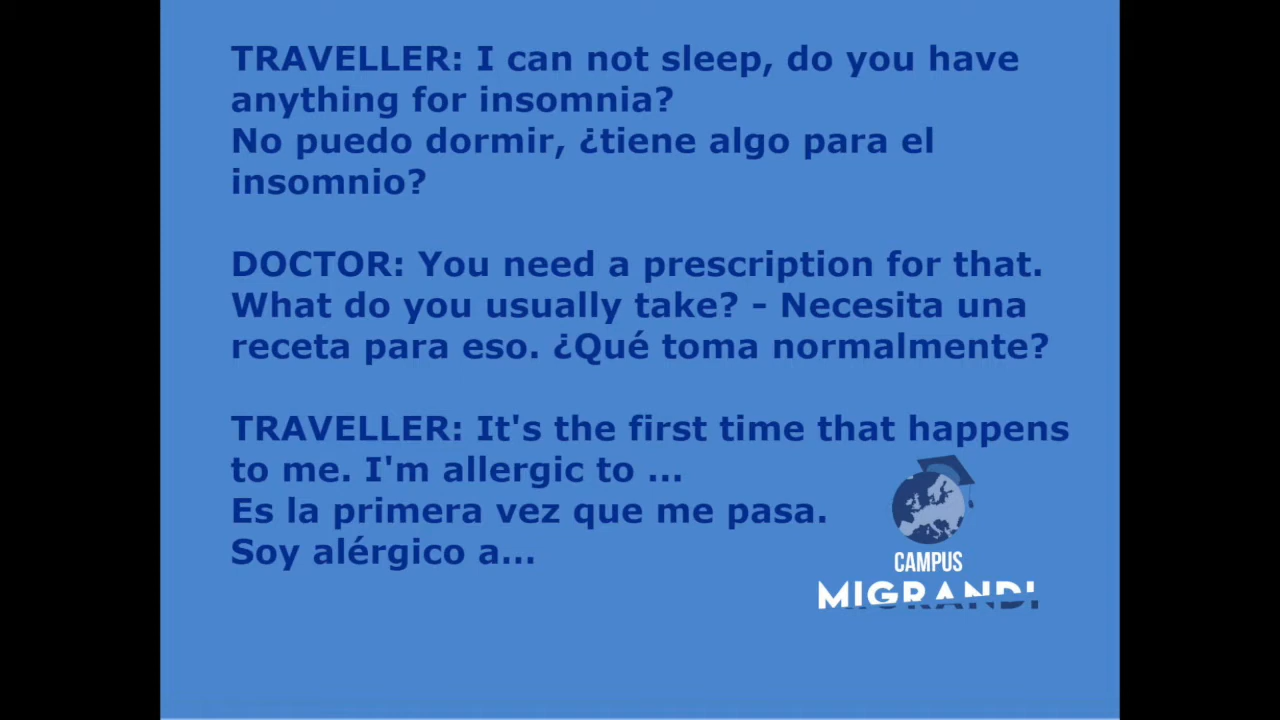 TRAVELLER: I can not sleep, do you have
anything for insomnia?
No puedo dormir, ¿tiene algo para el
insomnio?
DOCTOR: You need a prescription for that.
What do you usually take? - Necesita una
receta para eso. ¿Qué toma normalmente?
TRAVELLER: It's the first time that happens
to me. I'm allergic to ...
Es la primera vez que me pasa.
Soy alérgico a...
CAMPUS
MIGRANDI